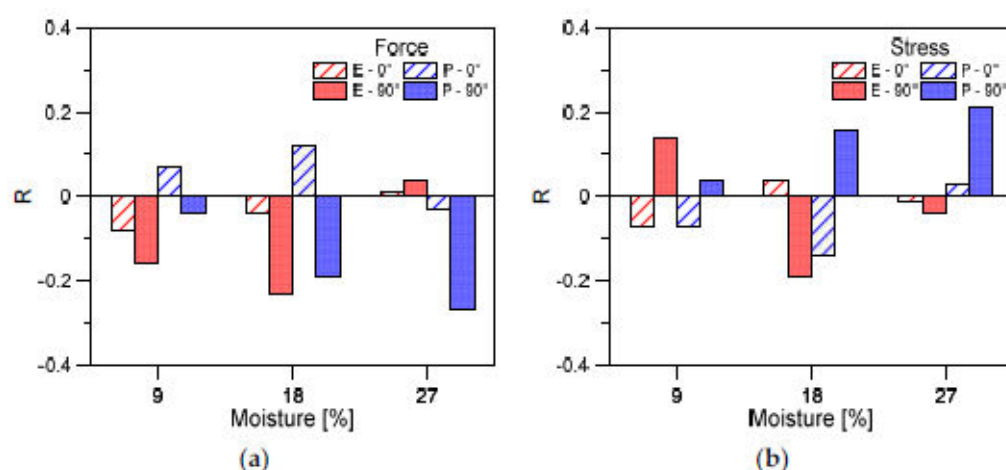 0.4
0.2
0
-0.2
-0.4
R
Force
E - 0° P - 0°
E - 90° P - 90°
9 18 27
Moisture [%]
(a)
0.4
0.2
0
-0.2
-0.4
R
Stress
E - 0° P - 0°
E - 90° P - 90°
9 18 27
Moisture [%]
(b)